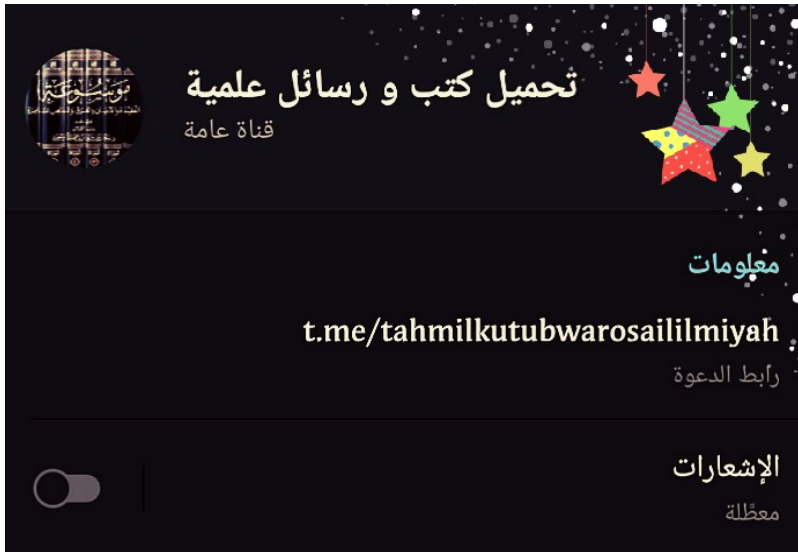 تحميل كتب و رسائل علمية
قناة عامة
معلومات
t.me/tahmilkutubwarosaililmiyah
رابط الدعوة
الإشعارات
معطَّلة